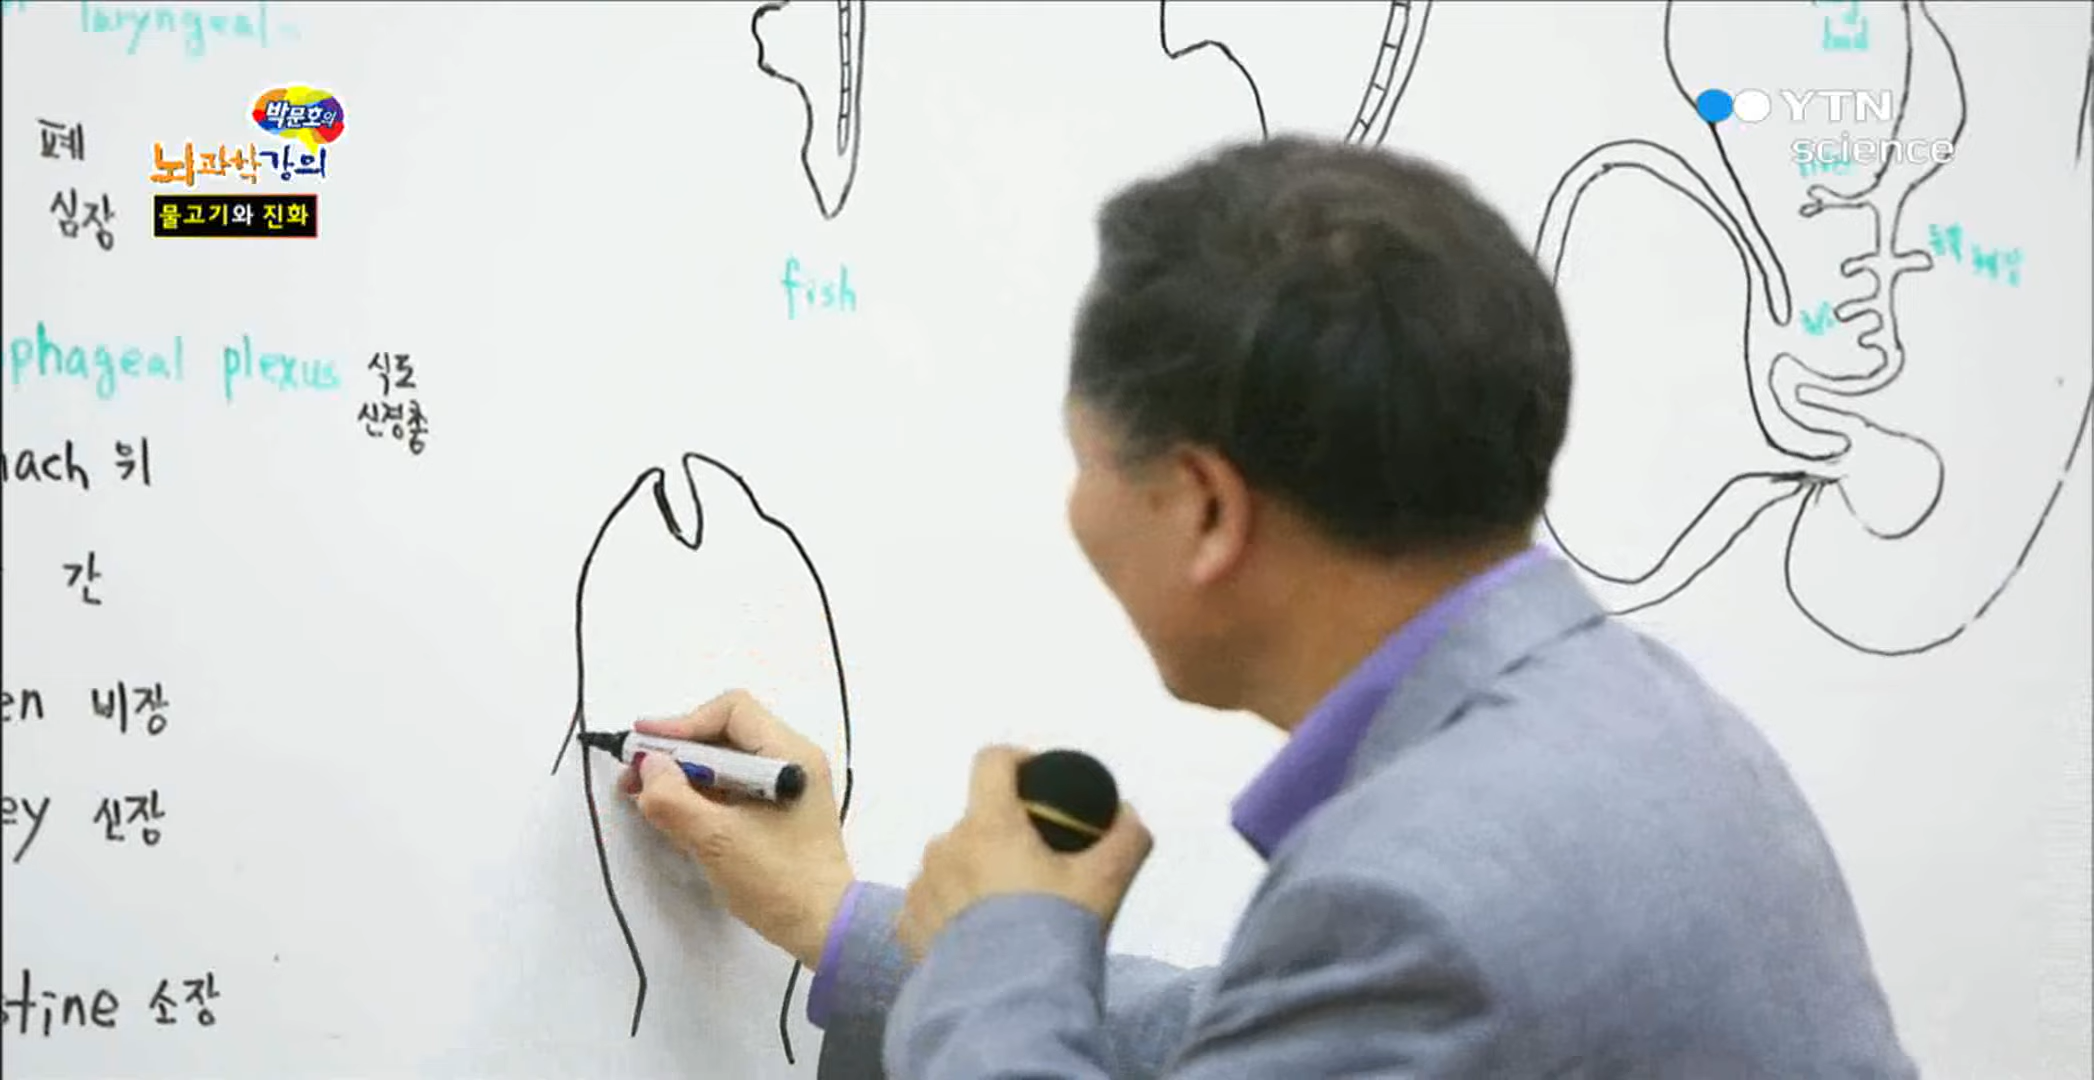 laryngeal
박문호의
뇌과학강의
물고기와 진화
YTN
science
폐
심장
fish
phageal plexus 식도
신경총
ach 위
간
en 비장
ey 신장
stine 소장